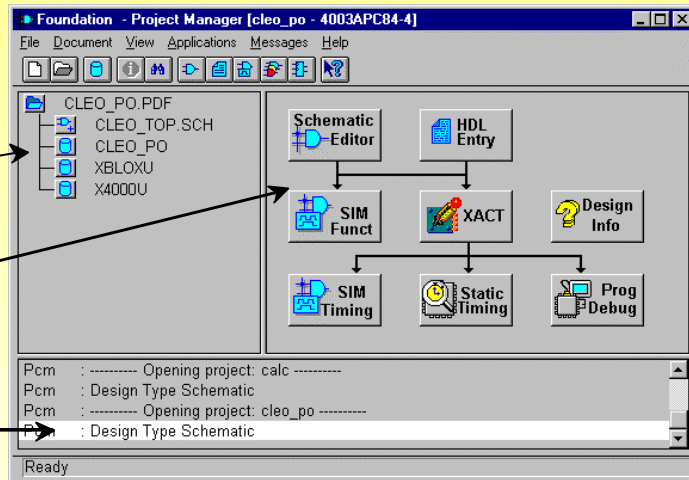 Foundation - Project Manager [cleo_po - 4003APC84-4]
File Document View Applications Messages Help
CLEO_PO.PDF
CLEO_TOP.SCH
CLEO_PO
XBLOXU
X4000U
Schematic
Editor
HDL
Entry
SIM
Funct
XACT
Design
Info
SIM
Timing
Static
Timing
Prog
Debug
Pcm : ---------- Opening project: calc ----------
Pcm : Design Type Schematic
Pcm : ---------- Opening project: cleo_po ----------
Pcm : Design Type Schematic
Ready